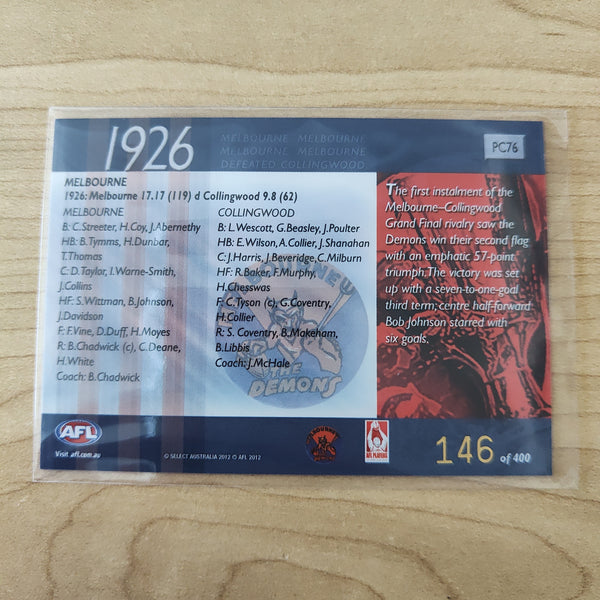 1926
MELBOURNE MELBOURNE
MELBOURNE MELBOURNE
DEFEATED COLLINGWOOD
PC76
MELBOURNE
1926: Melbourne 17.17 (119) d Collingwood 9.8 (62)
MELBOURNE
B: C.Streeter, H.Coy, J.Abernethy
HB: B.Tymms, H.Dunbar,
T.Thomas
C: D.Taylor, I.Warne-Smith,
J.Collins
HF: S.Wittman, B.Johnson,
J.Davidson
F: F.Vine, D.Duff, H.Moyes
R: B.Chadwick (c), C.Deane,
H.White
Coach: B.Chadwick
COLLINGWOOD
B: L.Wescott, G.Beasley, J.Poulter
HB: E.Wilson, A.Collier, J.Shanahan
C: J.Harris, J.Beveridge, C.Milburn
HF: R.Baker, F.Murphy,
H.Chesswas
F: C.Tyson (c), G.Coventry,
H.Collier
R: S. Coventry, B.Makeham,
B.Libbis
Coach: J.McHale
THE
DEMONS
The first instalment of the
Melbourne–Collingwood
Grand Final rivalry saw the
Demons win their second flag
with an emphatic 57-point
triumph. The victory was set
up with a seven-to-one-goal
third term; centre half-forward
Bob Johnson starred with
six goals.
AFL
Visit afl.com.au
© SELECT AUSTRALIA 2012 © AFL 2012
AFL PLAYERS
146 of 400